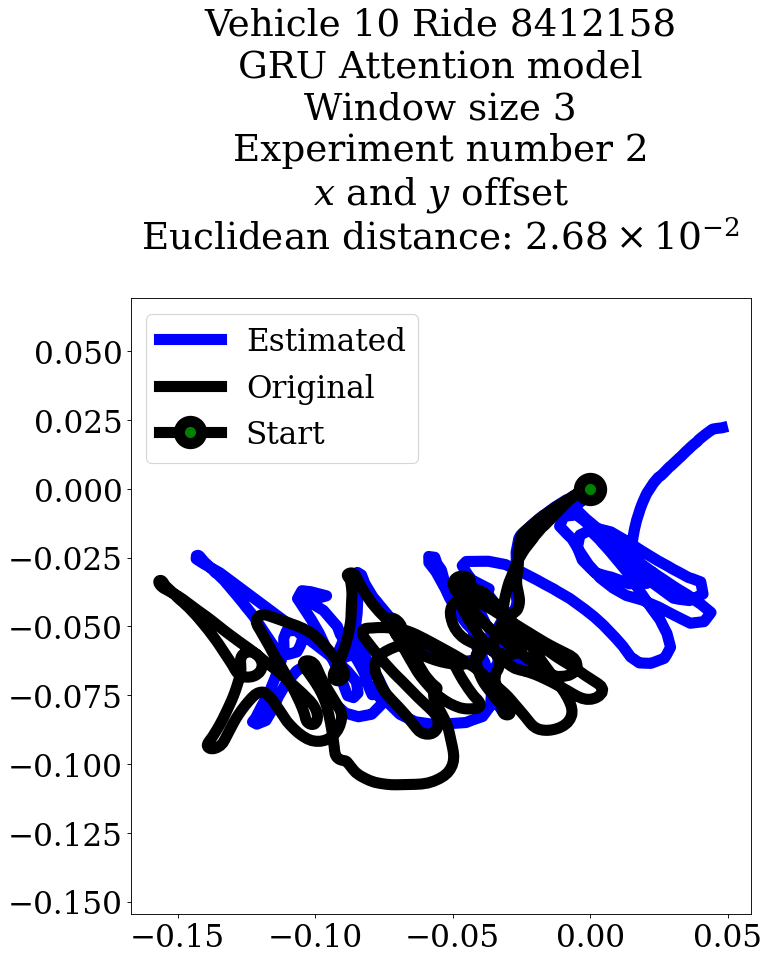 Vehicle 10 Ride 8412158
GRU Attention model
Window size 3
Experiment number 2
x and y offset
Euclidean distance: 2.68 × 10⁻²
Estimated
Original
Start
0.050
0.025
0.000
−0.025
−0.050
−0.075
−0.100
−0.125
−0.150
−0.15 −0.10 −0.05 0.00 0.05